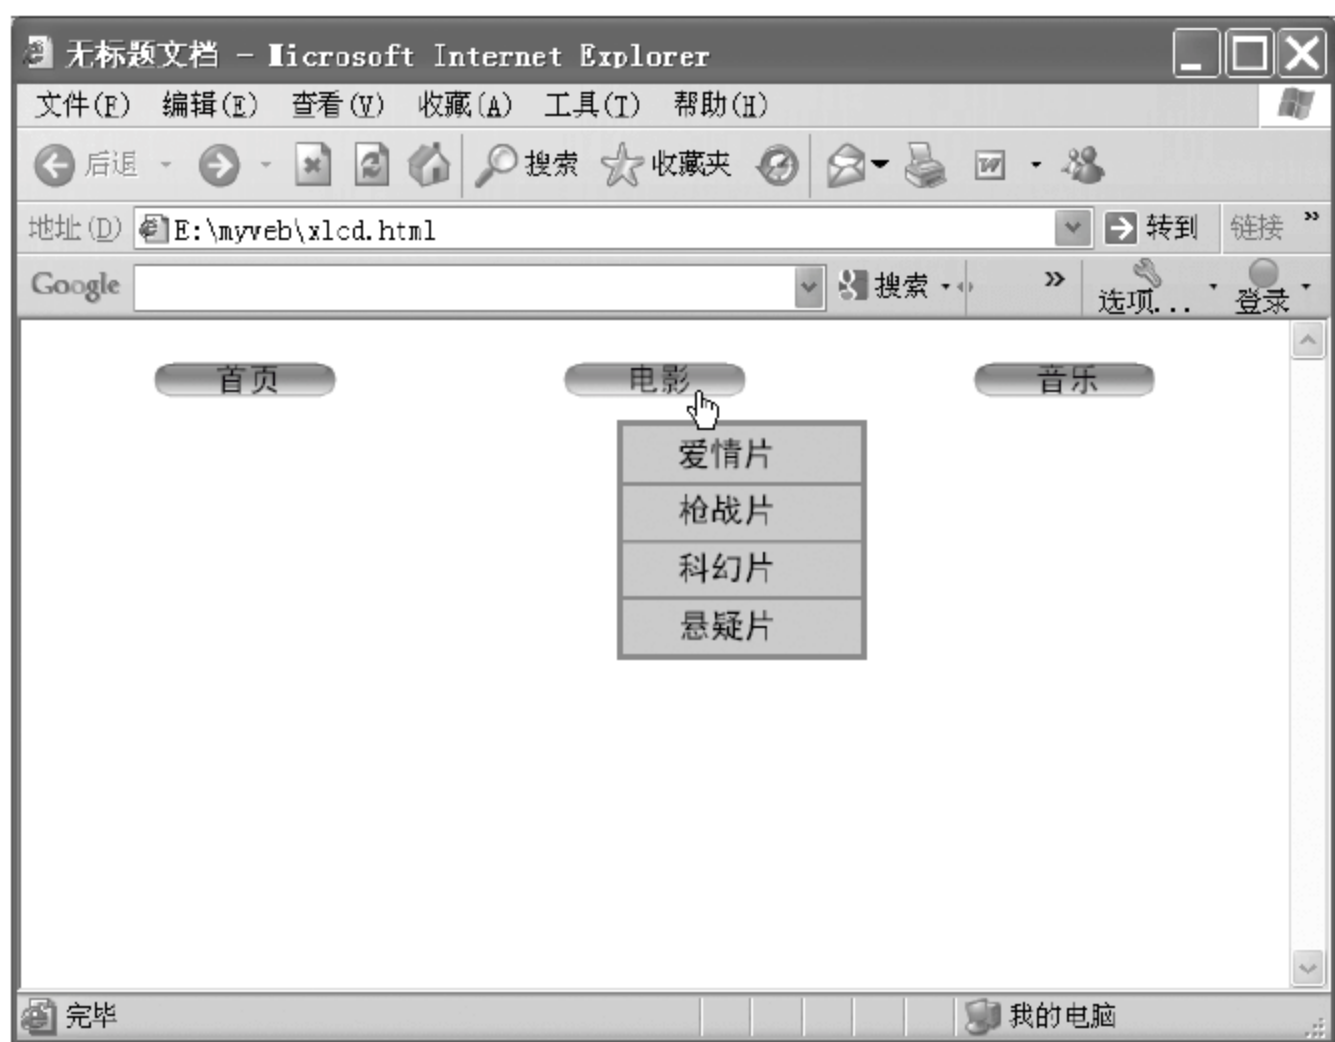 无标题文档 - Microsoft Internet Explorer
文件(F) 编辑(E) 查看(V) 收藏(A) 工具(T) 帮助(H)
后退 搜索 收藏夹
地址(D) E:\myweb\xlcd.html 转到 链接 »
Google 搜索 » 选项... 登录
首页 电影 音乐
爱情片
枪战片
科幻片
悬疑片
完毕 我的电脑